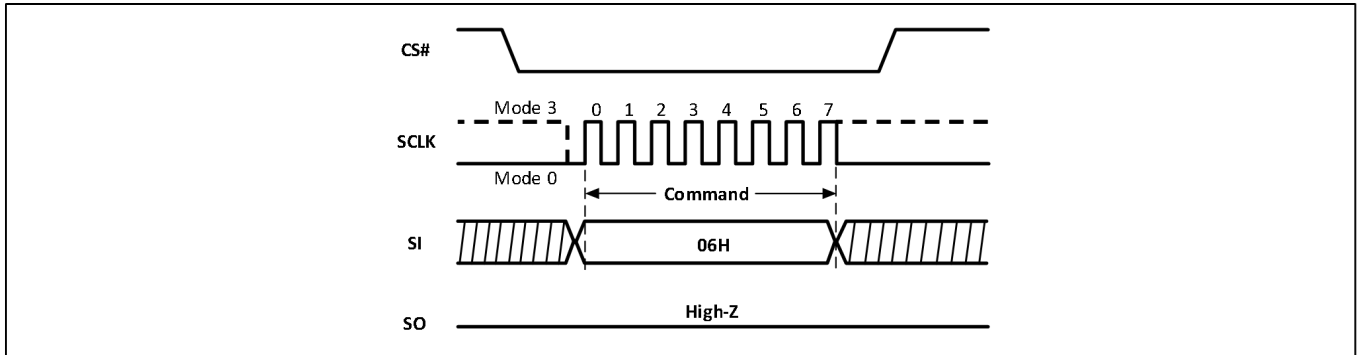 CS#
Mode 3 0 1 2 3 4 5 6 7
SCLK
Mode 0
Command
SI 06H
High-Z
SO